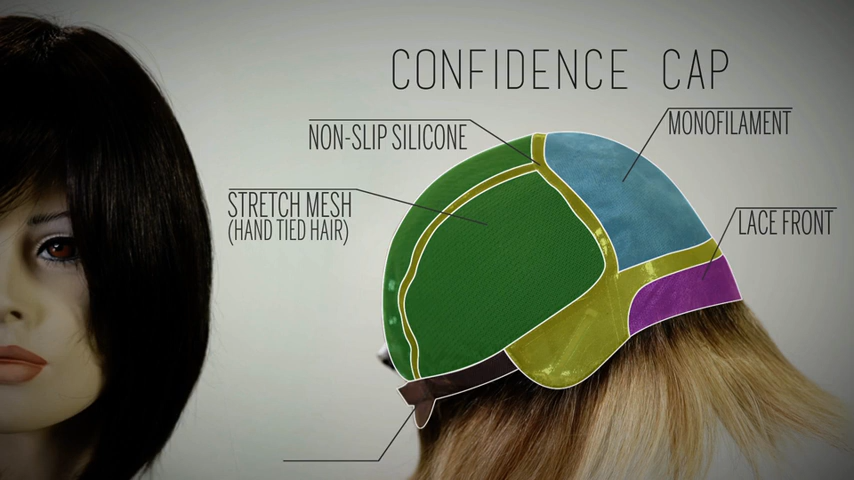 CONFIDENCE CAP
NON-SLIP SILICONE
MONOFILAMENT
STRETCH MESH
(HAND TIED HAIR)
LACE FRONT